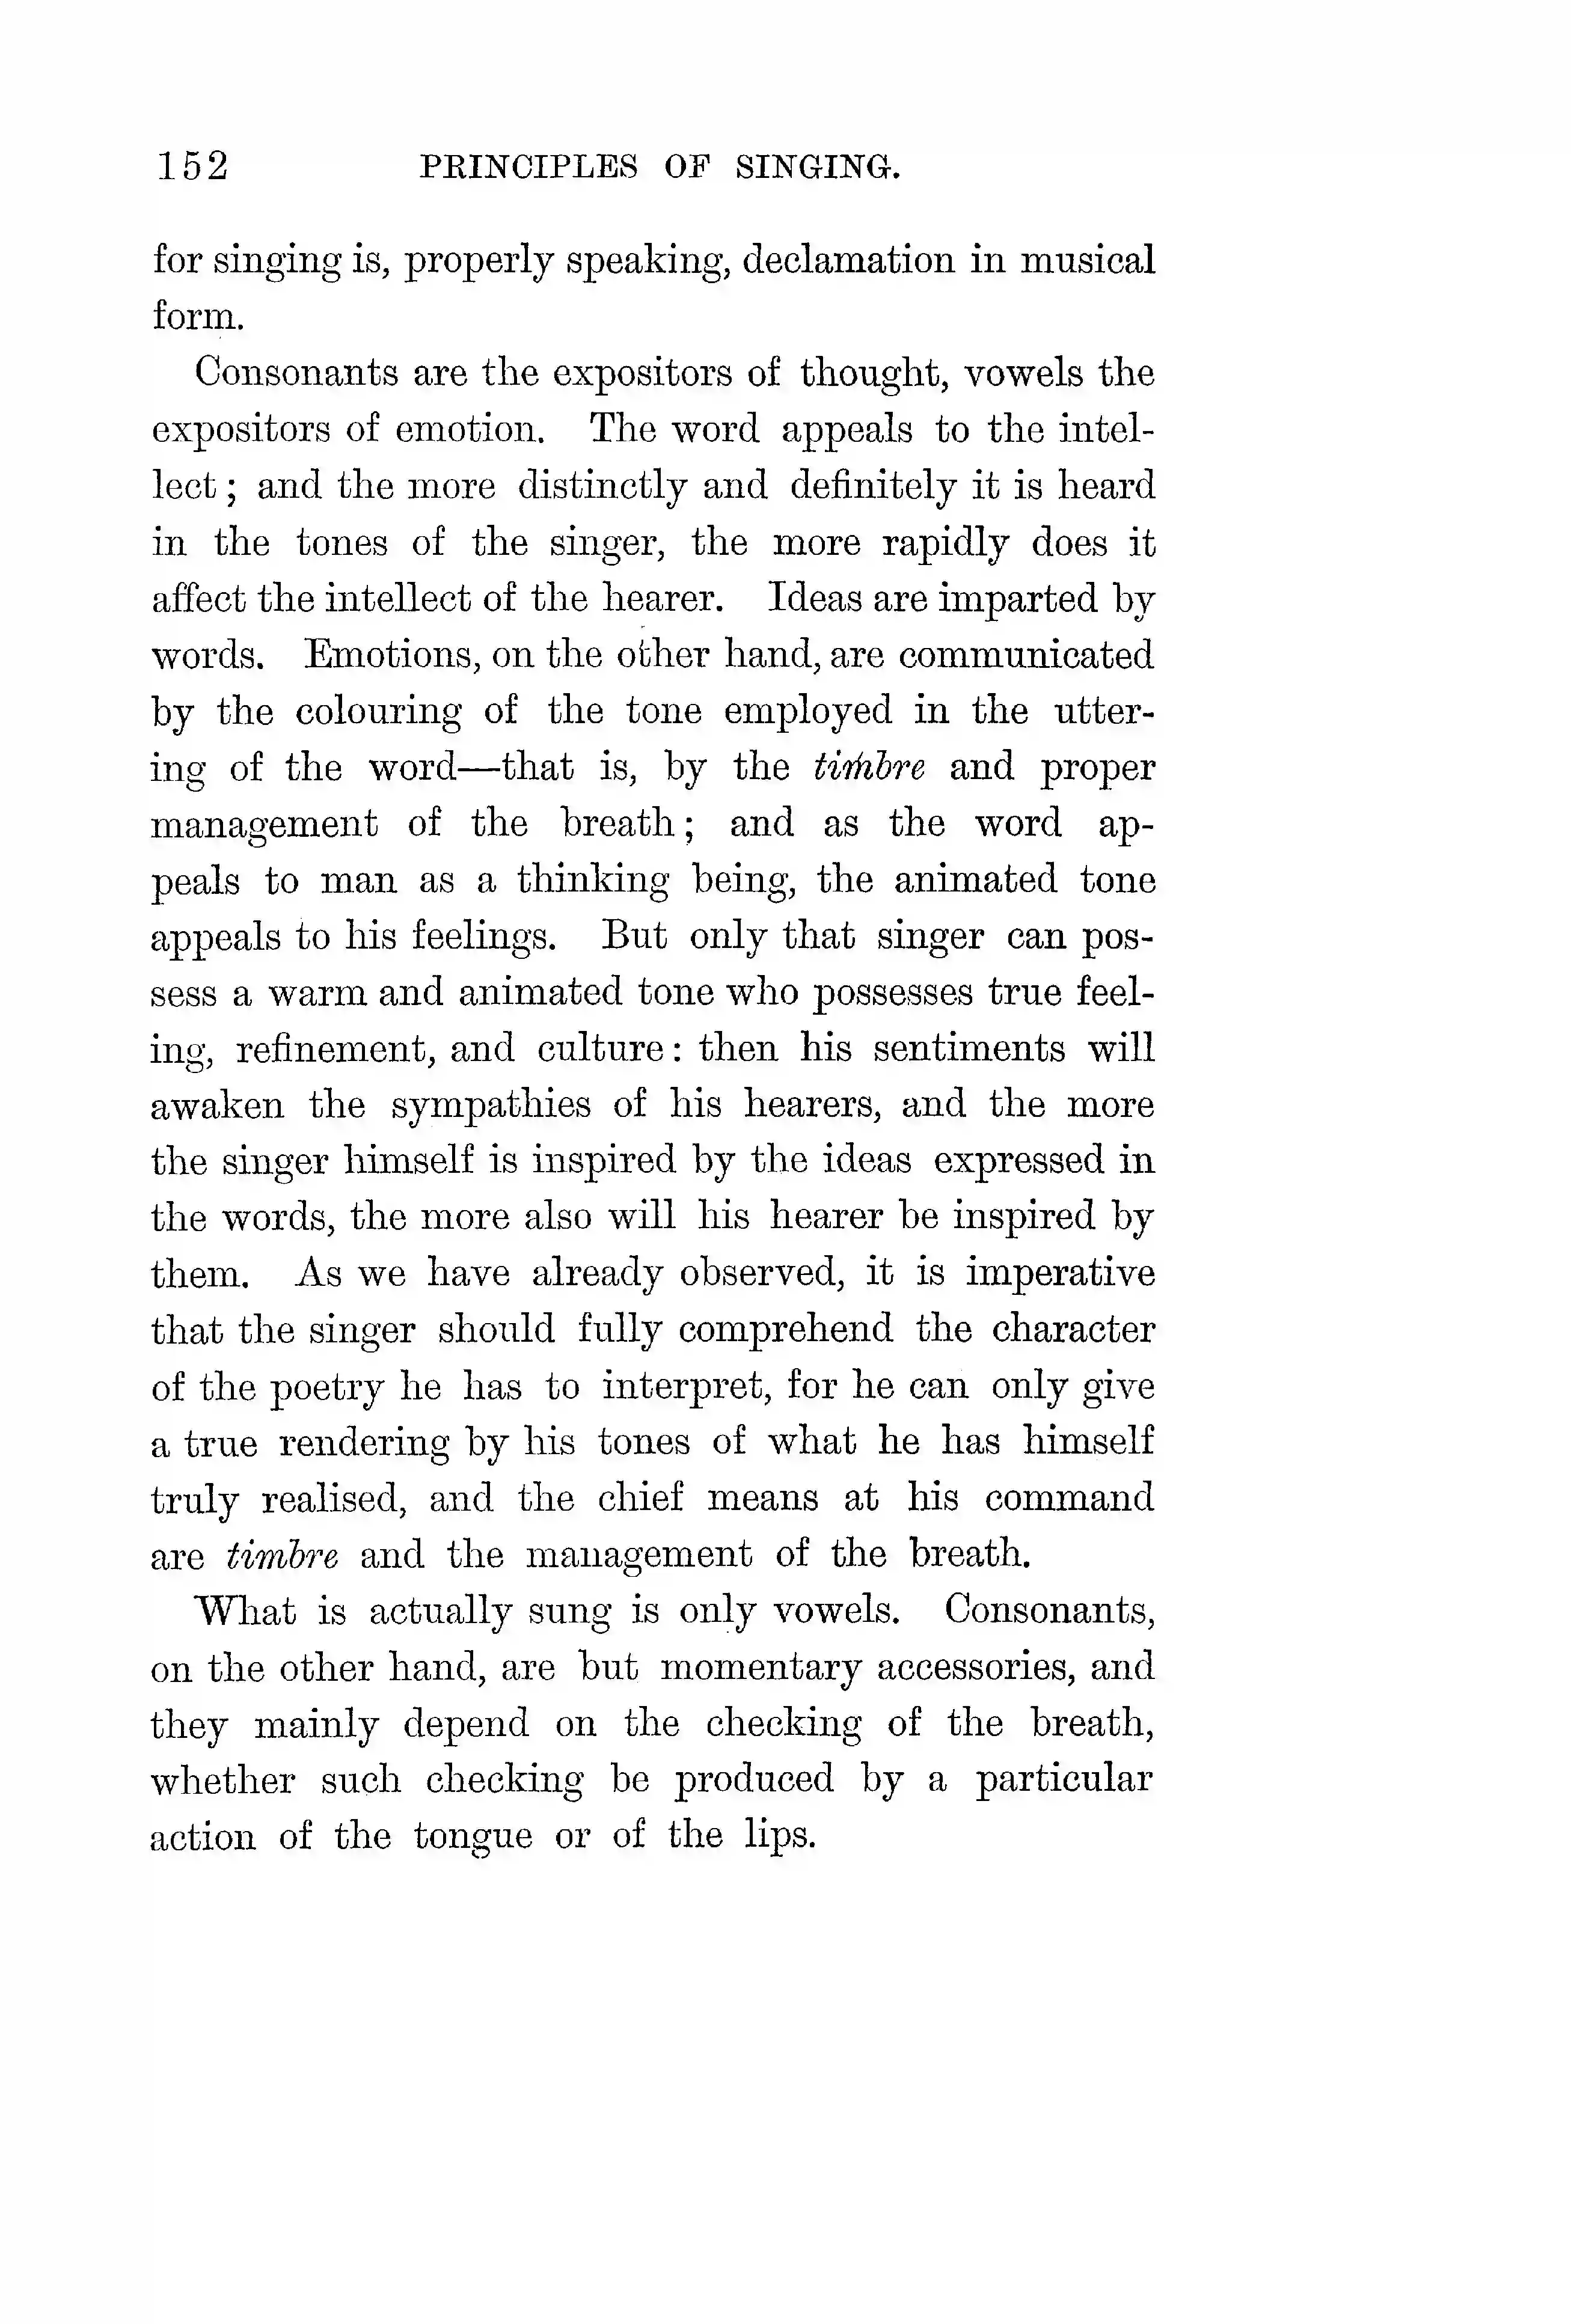 152 PRINCIPLES OF SINGING.
for singing is, properly speaking, declamation in musical
form.
Consonants are the expositors of thought, vowels the
expositors of emotion. The word appeals to the intel-
lect; and the more distinctly and definitely it is heard
in the tones of the singer, the more rapidly does it
affect the intellect of the hearer. Ideas are imparted by
words. Emotions, on the other hand, are communicated
by the colouring of the tone employed in the utter-
ing of the word—that is, by the timbre and proper
management of the breath; and as the word ap-
peals to man as a thinking being, the animated tone
appeals to his feelings. But only that singer can pos-
sess a warm and animated tone who possesses true feel-
ing, refinement, and culture: then his sentiments will
awaken the sympathies of his hearers, and the more
the singer himself is inspired by the ideas expressed in
the words, the more also will his hearer be inspired by
them. As we have already observed, it is imperative
that the singer should fully comprehend the character
of the poetry he has to interpret, for he can only give
a true rendering by his tones of what he has himself
truly realised, and the chief means at his command
are timbre and the management of the breath.
What is actually sung is only vowels. Consonants,
on the other hand, are but momentary accessories, and
they mainly depend on the checking of the breath,
whether such checking be produced by a particular
action of the tongue or of the lips.